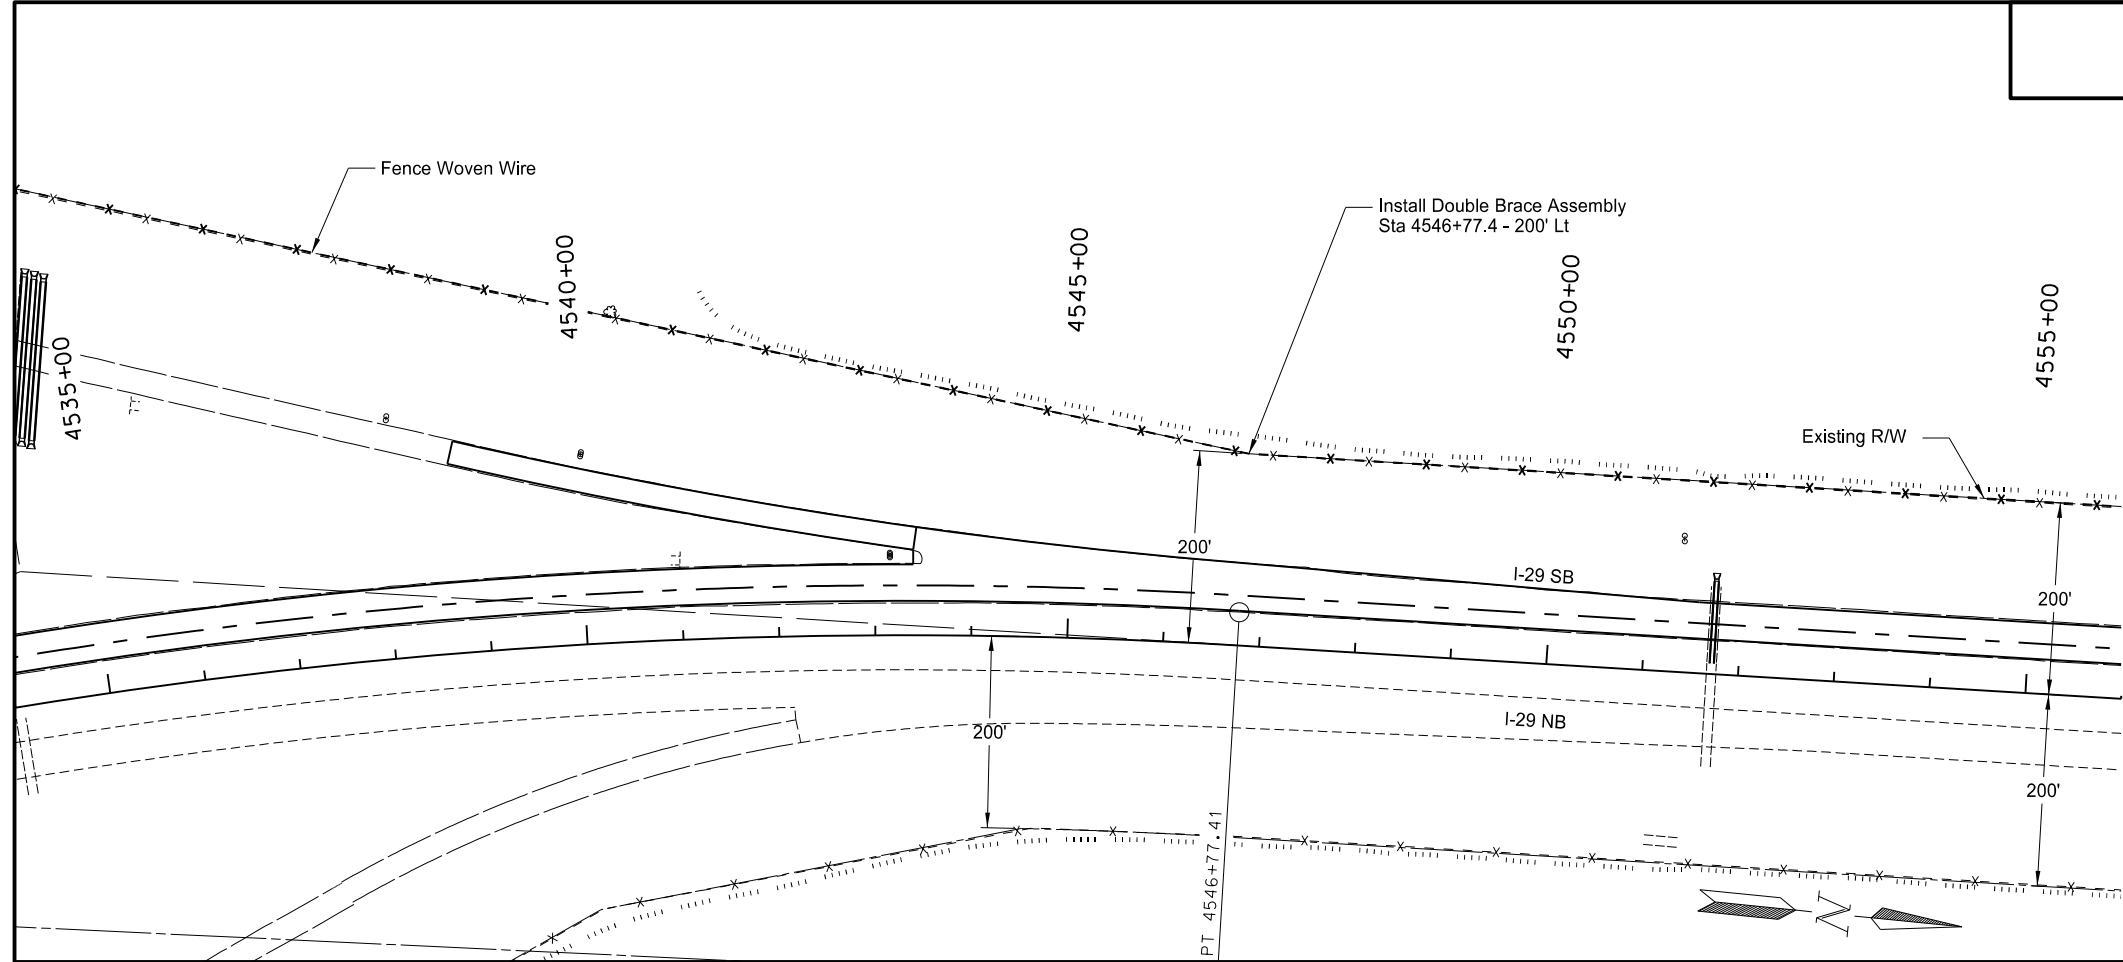 Fence Woven Wire
Install Double Brace Assembly
Sta 4546+77.4 - 200' Lt
4535+00
4540+00
4545+00
4550+00
4555+00
Existing R/W
200'
I-29 SB
200'
200'
I-29 NB
200'
PT 4546+77.41
N